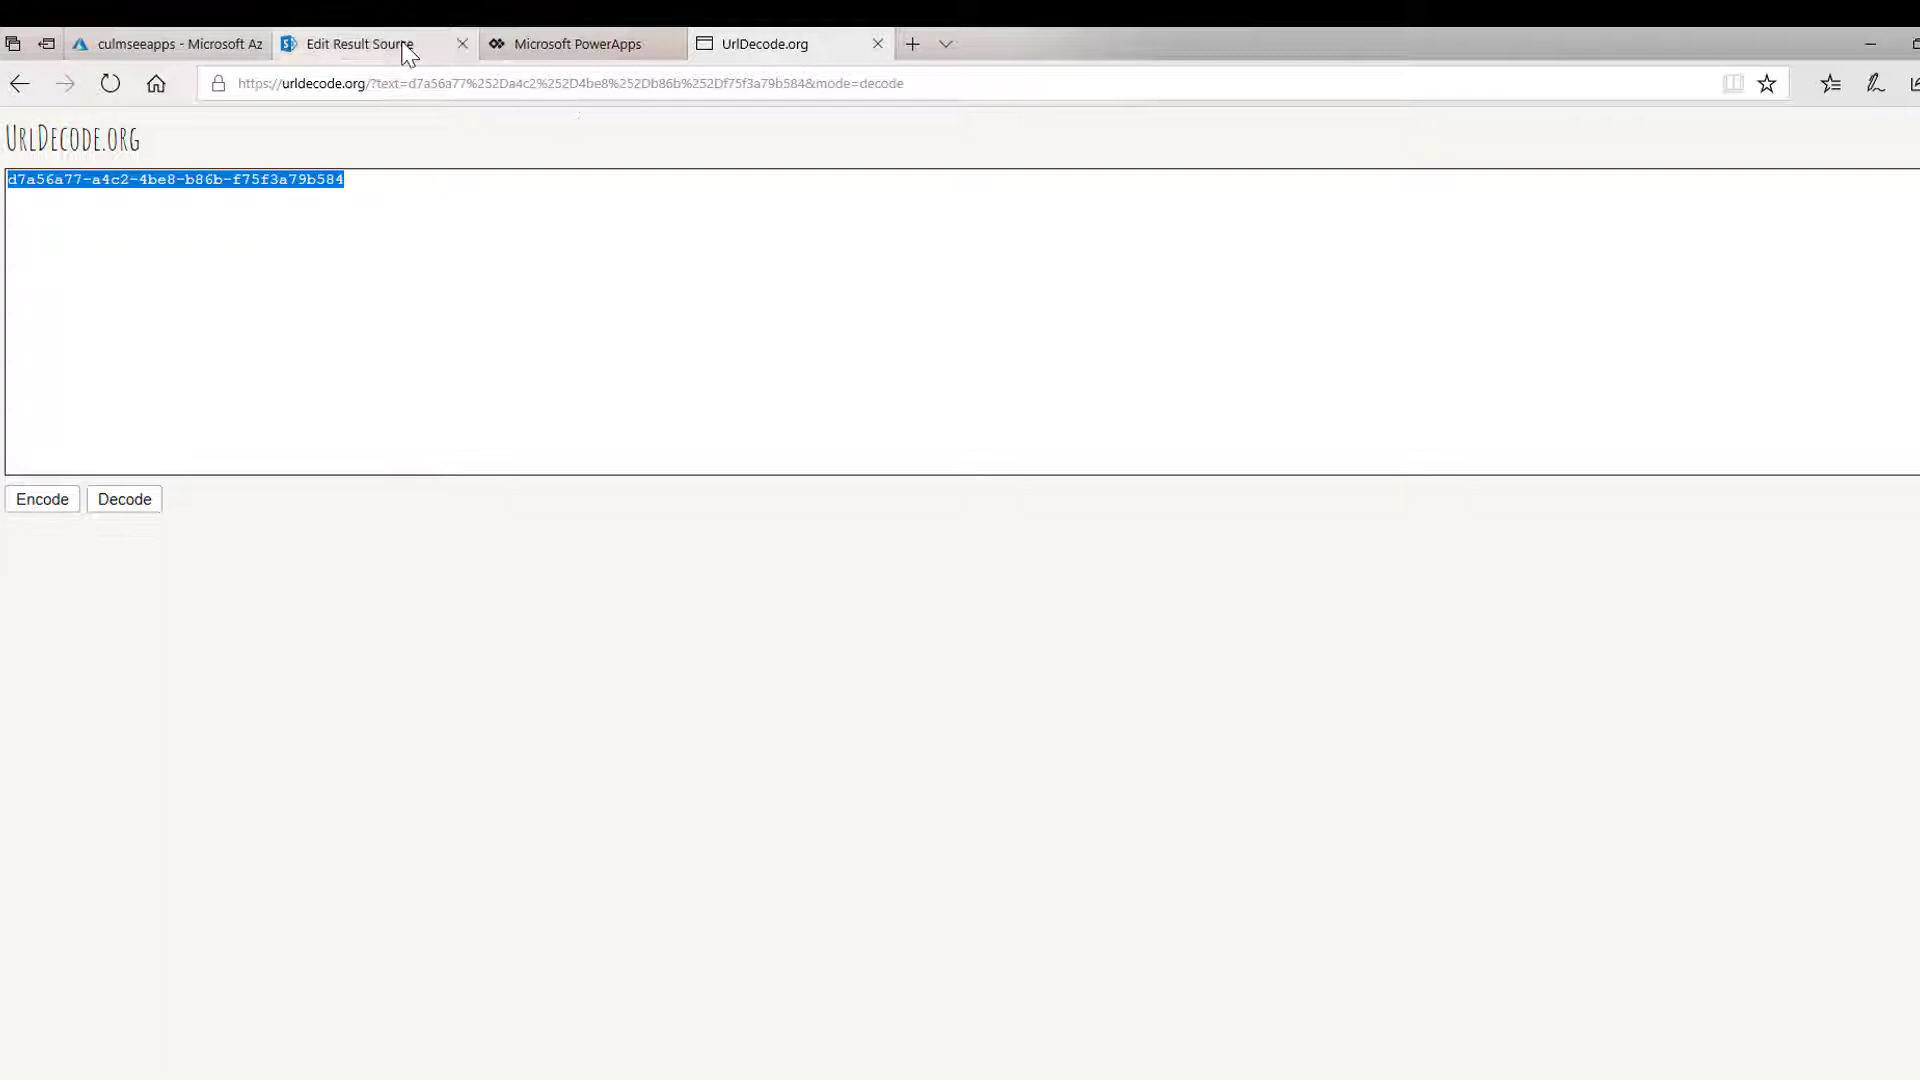 culmseeapps - Microsoft Az
Edit Result Source
Microsoft PowerApps
UrlDecode.org
https://urldecode.org/?text=d7a56a77%252Da4c2%252D4be8%252Db86b%252Df75f3a79b584&mode=decode
UrlDecode.org
d7a56a77-a4c2-4be8-b86b-f75f3a79b584
Encode
Decode